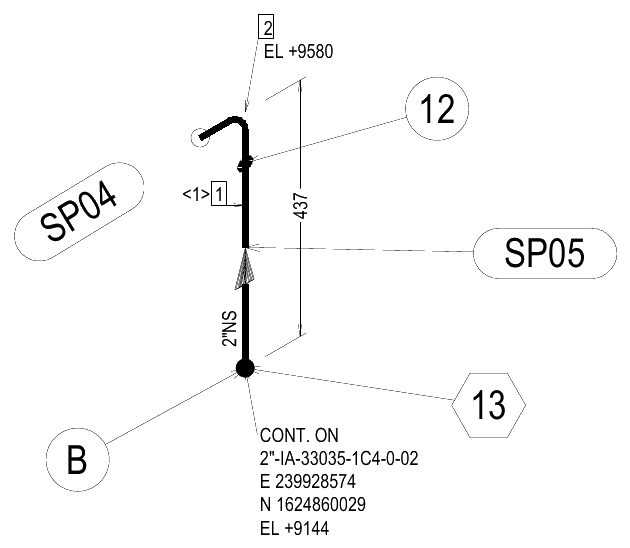 2
EL +9580
12
SP04
<1> 1
437
SP05
2"NS
13
B
CONT. ON
2"-IA-33035-1C4-0-02
E 239928574
N 1624860029
EL +9144